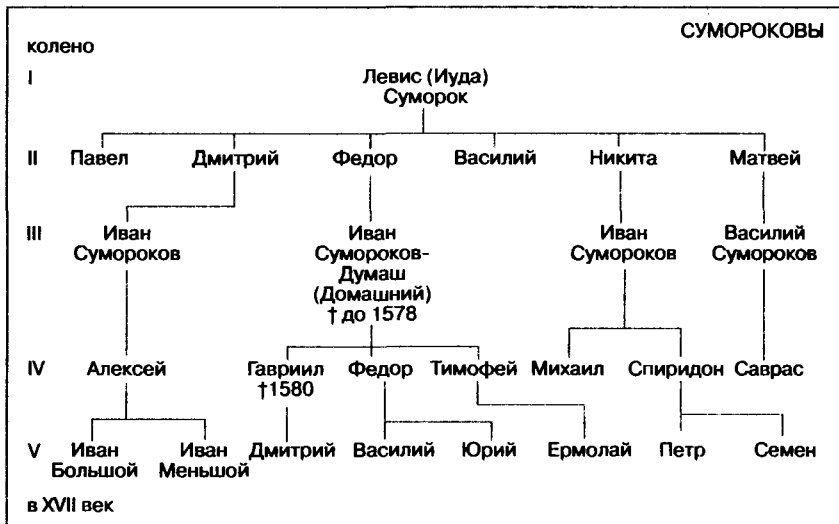 СУМОРОКОВЫ
колено
I Левис (Иуда)
Суморок
II Павел Дмитрий Федор Василий Никита Матвей
III Иван Иван Иван Василий
Сумороков Сумороков- Сумороков Сумороков
Думаш
(Домашний)
† до 1578
IV Алексей Гавриил Федор Тимофей Михаил Спиридон Саврас
†1580
V Иван Иван Дмитрий Василий Юрий Ермолай Петр Семен
Большой Меньшой
в XVII век